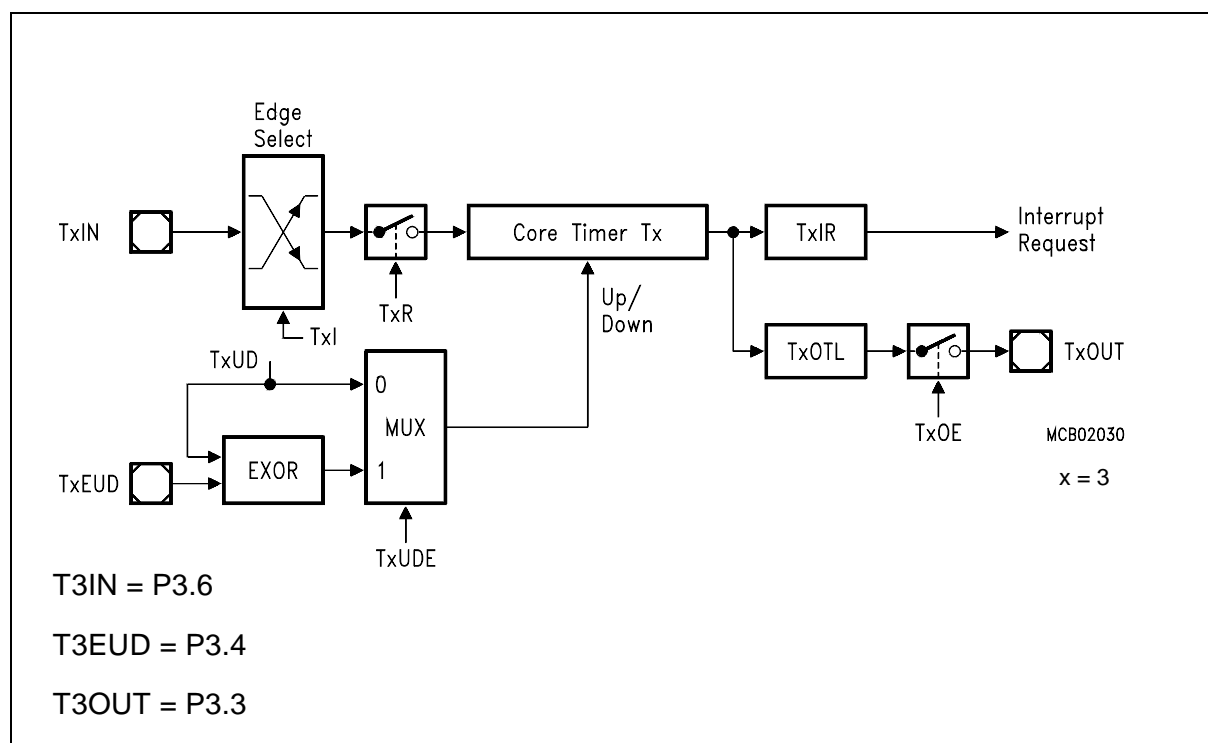 Edge
Select
TxIN
Core Timer Tx
TxIR
Interrupt
Request
TxR
Up/
Down
TxI
TxUD
TxOTL
TxOUT
0
MUX
1
TxOE
MCB02030
EXOR
TxEUD
x = 3
TxUDE
T3IN = P3.6
T3EUD = P3.4
T3OUT = P3.3